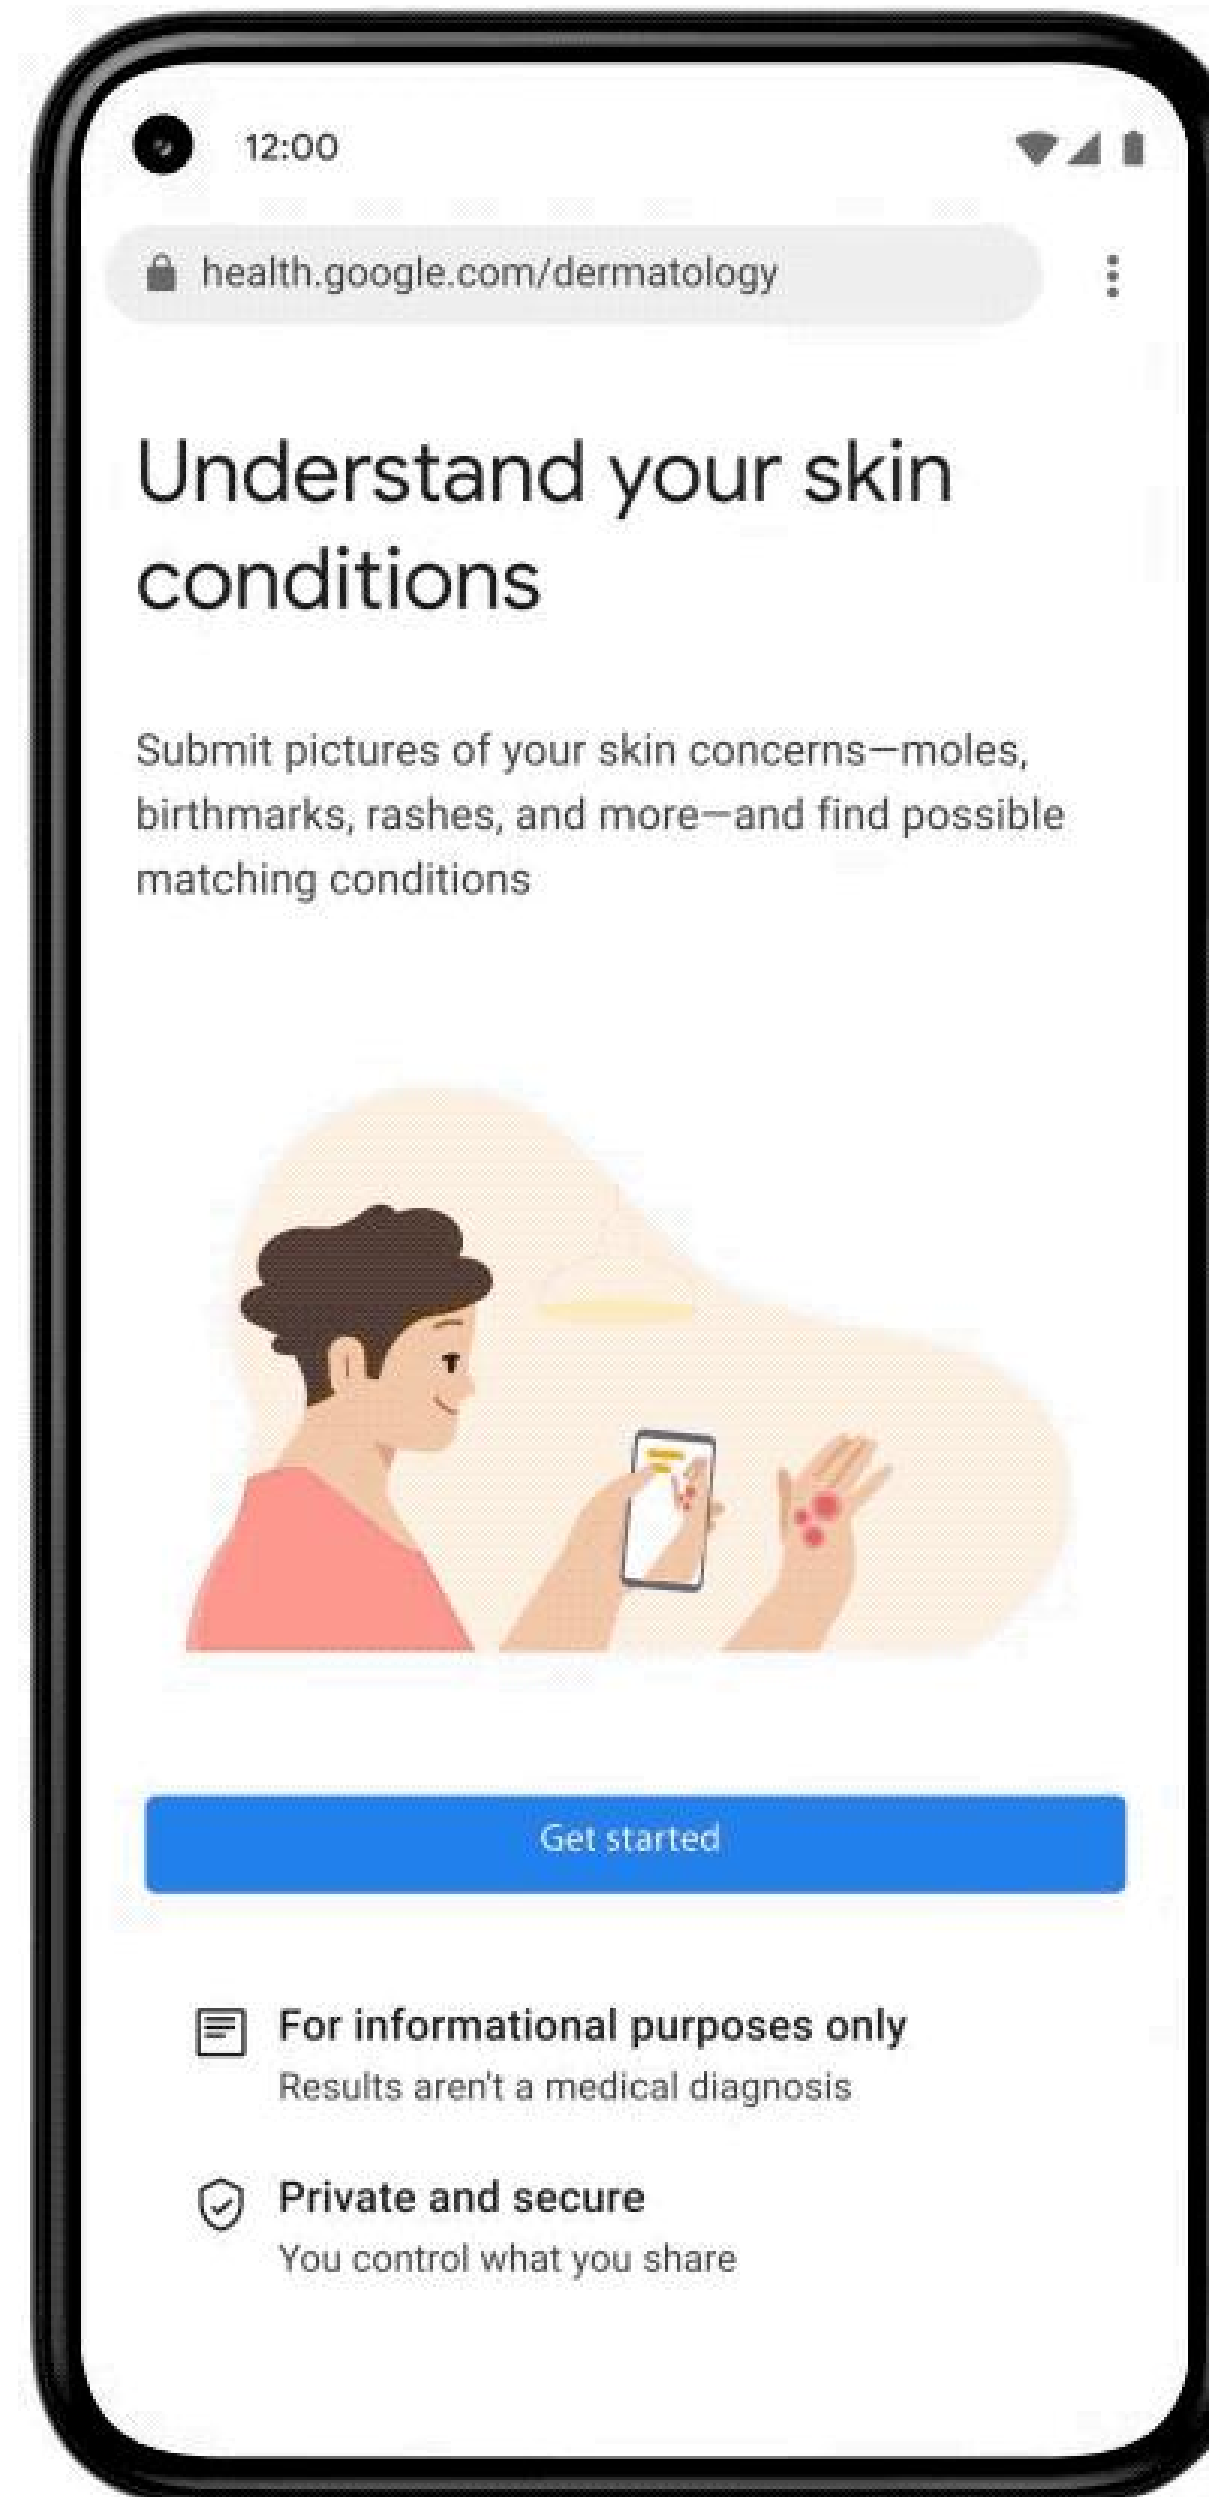 12:00
health.google.com/dermatology
Understand your skin
conditions
Submit pictures of your skin concerns—moles,
birthmarks, rashes, and more—and find possible
matching conditions
Get started
For informational purposes only
Results aren't a medical diagnosis
Private and secure
You control what you share